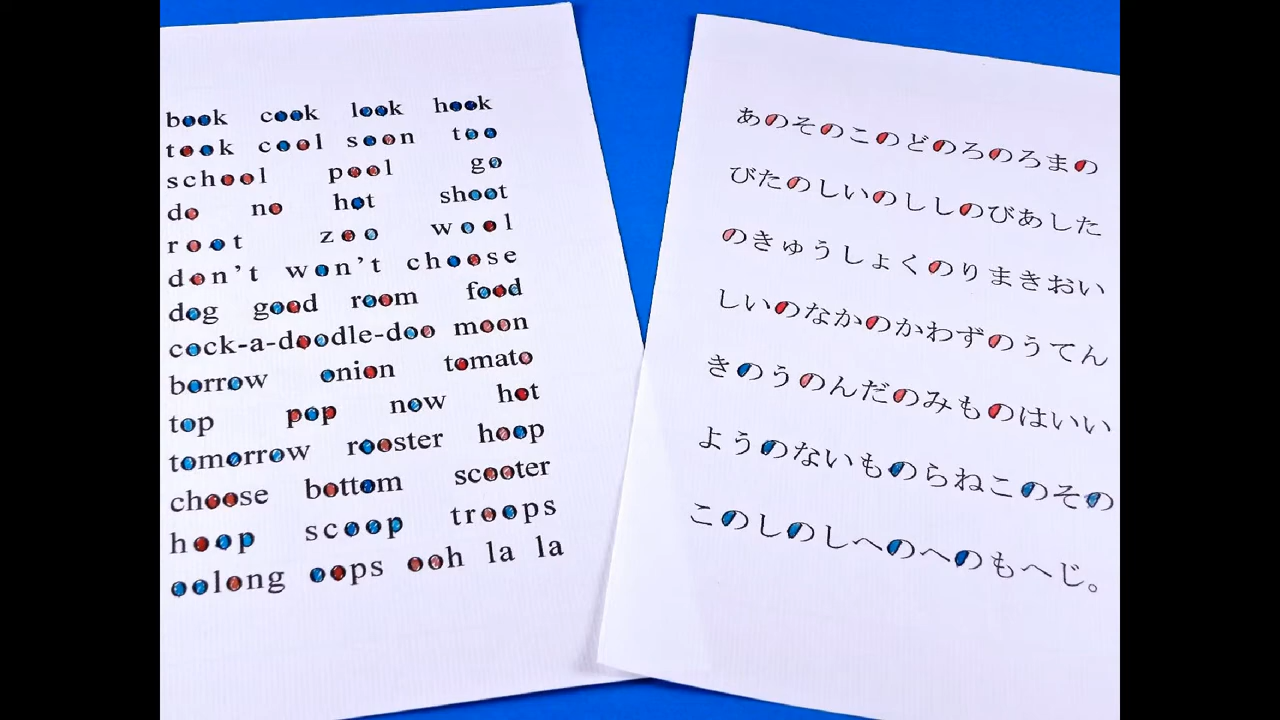 book cook look hook
took cool soon too
school pool go
do no hot shoot
root zoo wool
don't won't choose
dog good room food
cock-a-doodle-doo moon
borrow onion tomato
top pop now hot
tomorrow rooster hoop
choose bottom scooter
hoop scoop troops
oolong oops ooh la la
あのそのこのどのろのろまの
びたのしいのししのびあした
のきゅうしょくのりまきおい
しいのなかのかわずのうてん
きのうのんだのみものはいい
ようのないものらねこのその
このしのしへのへのもへじ。